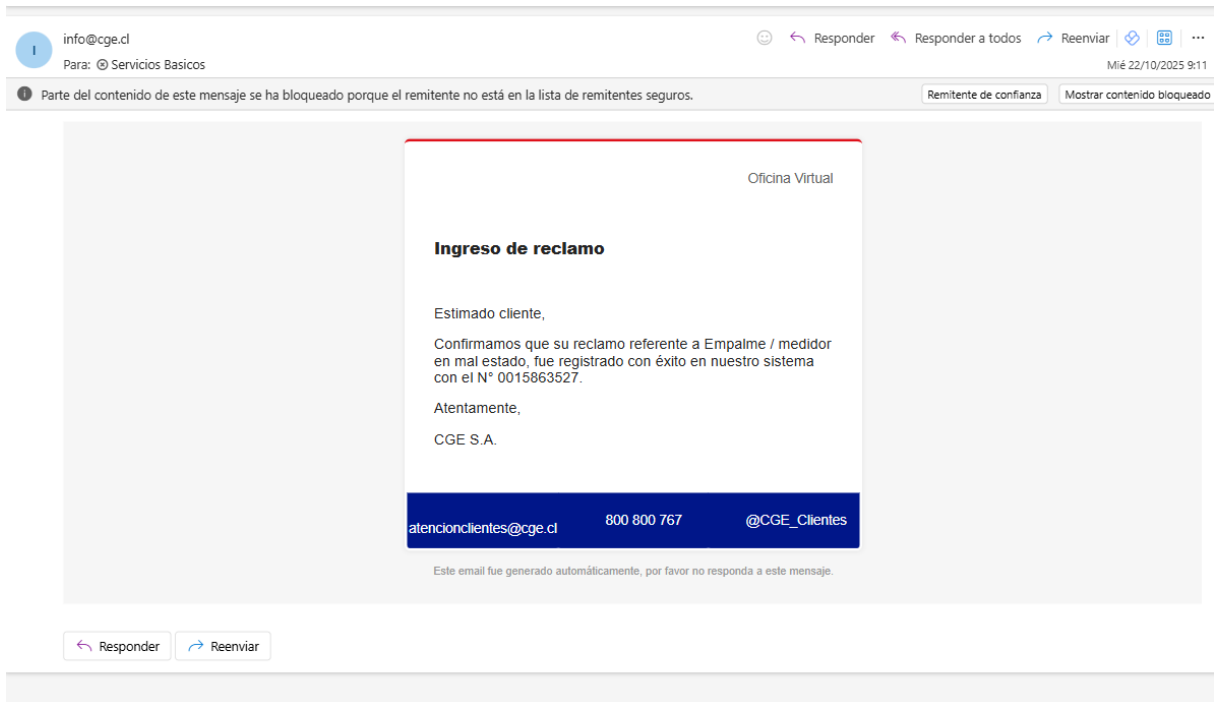 I
info@cge.cl
Responder
Responder a todos
Reenviar
Para: Servicios Basicos
Mié 22/10/2025 9:11
Parte del contenido de este mensaje se ha bloqueado porque el remitente no está en la lista de remitentes seguros.
Remitente de confianza
Mostrar contenido bloqueado
Oficina Virtual
Ingreso de reclamo
Estimado cliente,
Confirmamos que su reclamo referente a Empalme / medidor
en mal estado, fue registrado con éxito en nuestro sistema
con el N° 0015863527.
Atentamente,
CGE S.A.
atencionclientes@cge.cl
800 800 767
@CGE_Clientes
Este email fue generado automáticamente, por favor no responda a este mensaje.
Responder
Reenviar